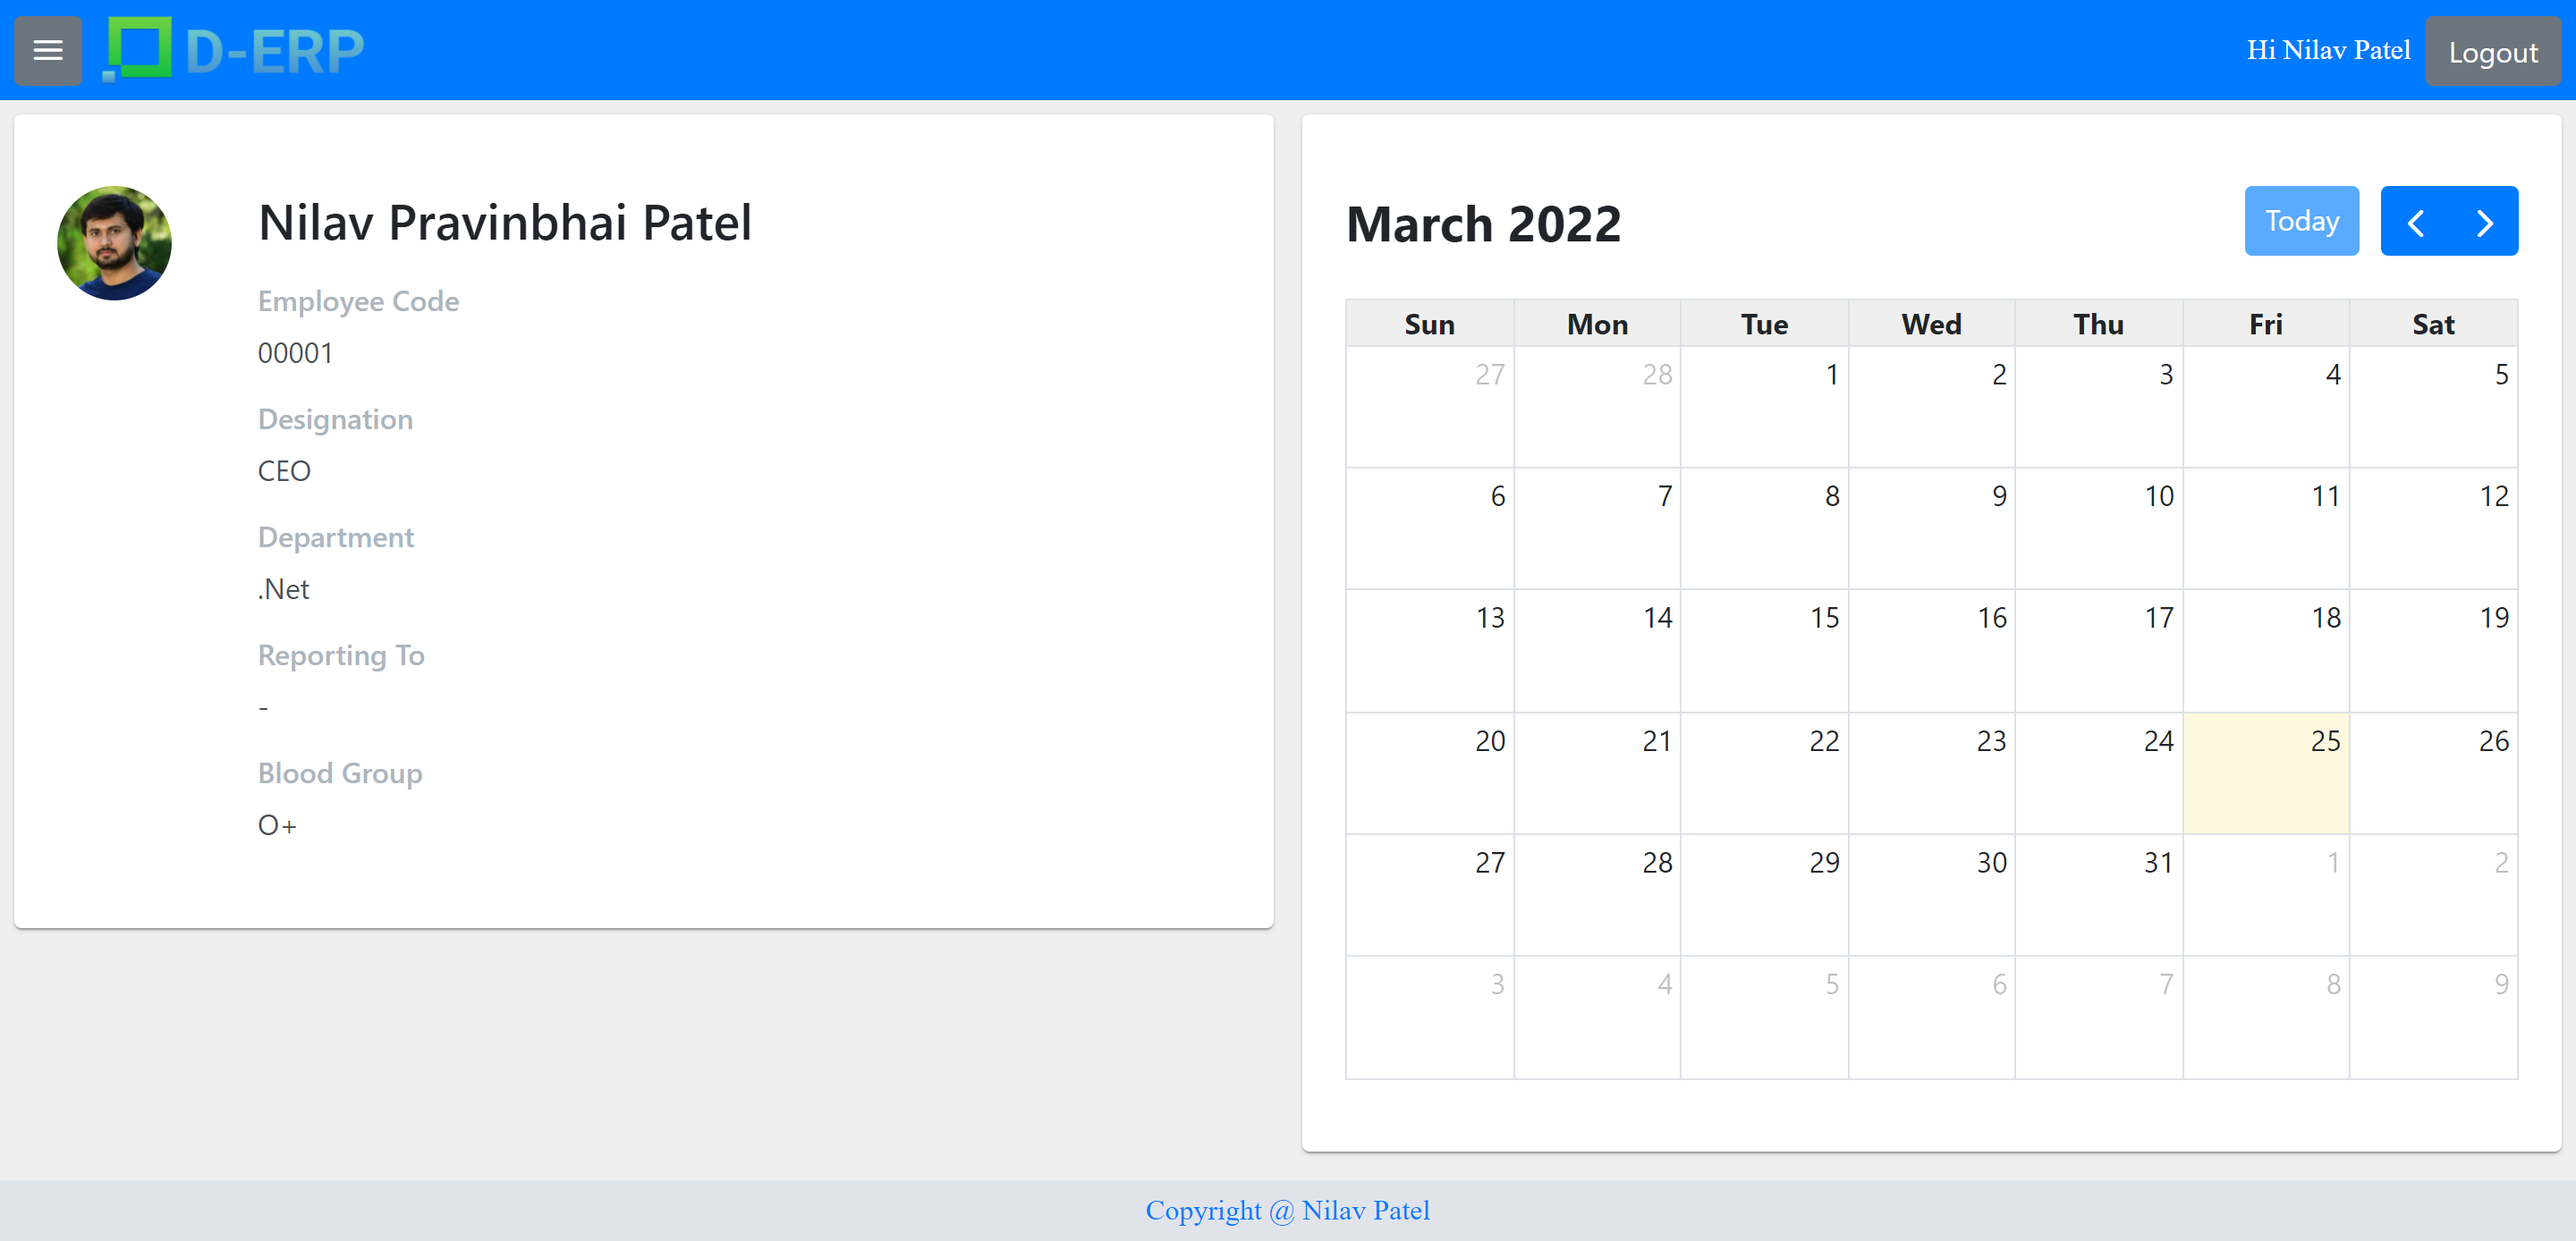 D-ERP
Hi Nilav Patel
Logout
Nilav Pravinbhai Patel
Employee Code
00001
Designation
CEO
Department
.Net
Reporting To
-
Blood Group
O+
March 2022
Today
Sun Mon Tue Wed Thu Fri Sat
27 28 1 2 3 4 5
6 7 8 9 10 11 12
13 14 15 16 17 18 19
20 21 22 23 24 25 26
27 28 29 30 31 1 2
3 4 5 6 7 8 9
Copyright @ Nilav Patel